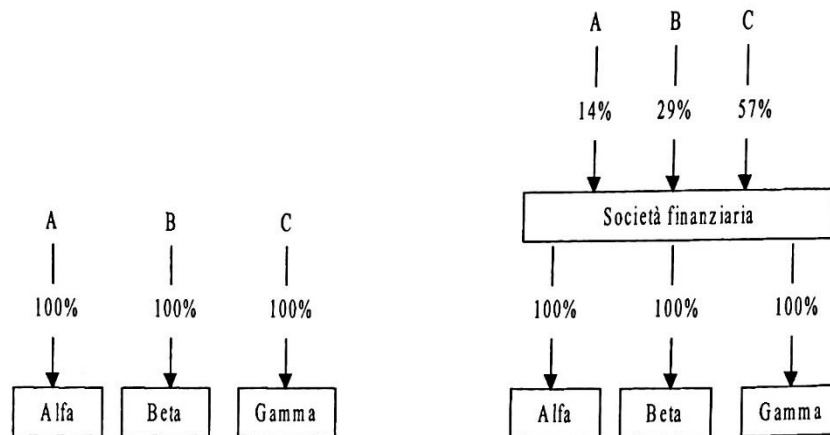 A B C
14% 29% 57%
Società finanziaria
A B C
100% 100% 100%
100% 100% 100%
Alfa Beta Gamma
Alfa Beta Gamma